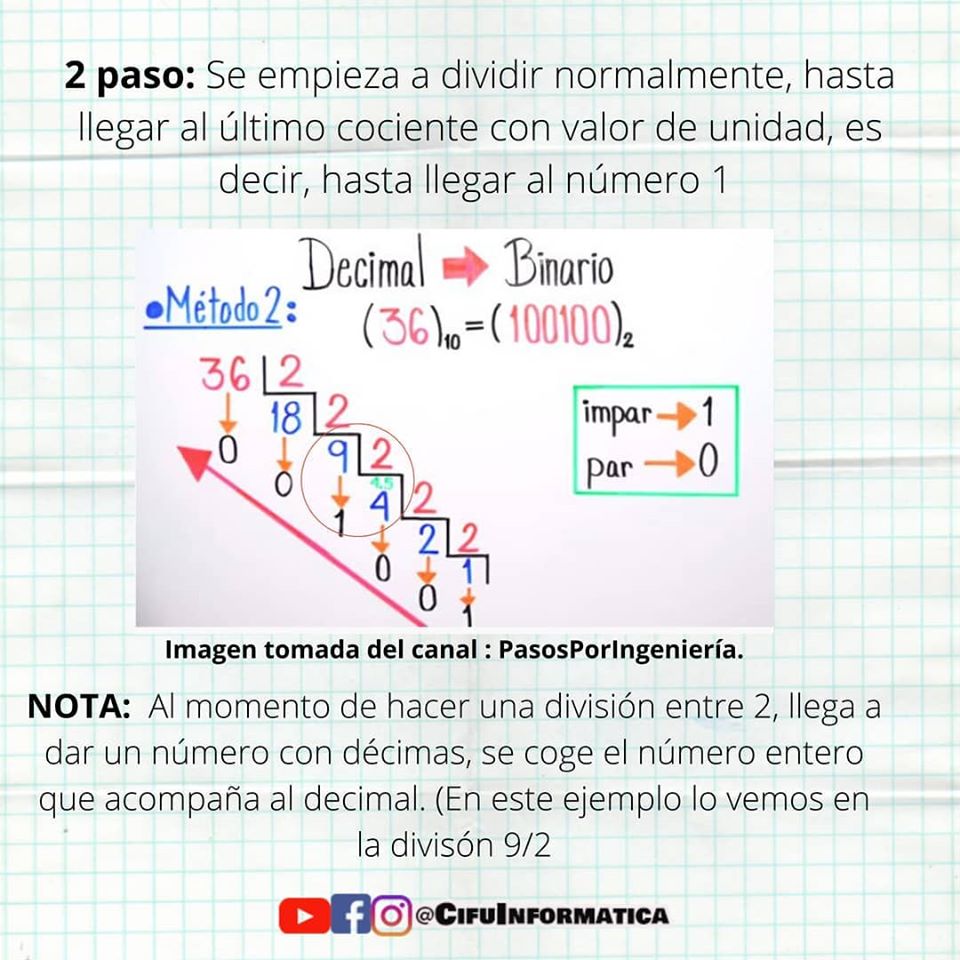 2 paso: Se empieza a dividir normalmente, hasta
llegar al último cociente con valor de unidad, es
decir, hasta llegar al número 1
Decimal ➡ Binario
•Método 2:
(36)₁₀=(100100)₂
36 2
18 2
0
9 2
0
4.5
4 2
1
2 2
0
1
0
1
impar→1
par→0
Imagen tomada del canal : PasosPorIngeniería.
NOTA: Al momento de hacer una división entre 2, llega a
dar un número con décimas, se coge el número entero
que acompaña al decimal. (En este ejemplo lo vemos en
la divisón 9/2
@CIFUINFORMATICA